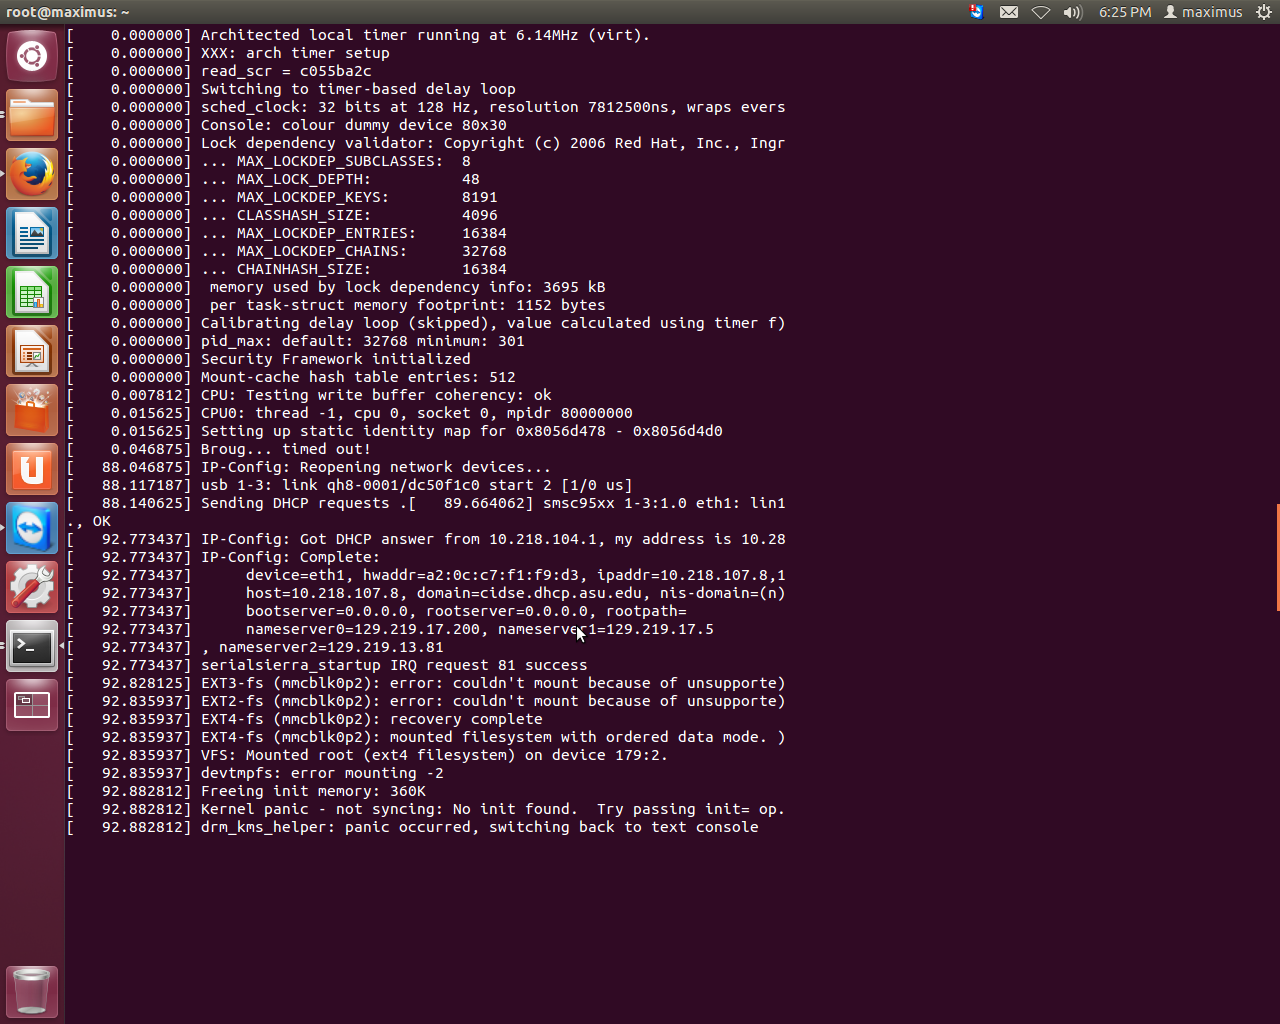 root@maximus: ~
6:25 PM
maximus
[    0.000000] Architected local timer running at 6.14MHz (virt).
[    0.000000] XXX: arch timer setup
[    0.000000] read_scr = c055ba2c
[    0.000000] Switching to timer-based delay loop
[    0.000000] sched_clock: 32 bits at 128 Hz, resolution 7812500ns, wraps evers
[    0.000000] Console: colour dummy device 80x30
[    0.000000] Lock dependency validator: Copyright (c) 2006 Red Hat, Inc., Ingr
[    0.000000] ... MAX_LOCKDEP_SUBCLASSES:  8
[    0.000000] ... MAX_LOCK_DEPTH:          48
[    0.000000] ... MAX_LOCKDEP_KEYS:        8191
[    0.000000] ... CLASSHASH_SIZE:          4096
[    0.000000] ... MAX_LOCKDEP_ENTRIES:     16384
[    0.000000] ... MAX_LOCKDEP_CHAINS:      32768
[    0.000000] ... CHAINHASH_SIZE:          16384
[    0.000000]  memory used by lock dependency info: 3695 kB
[    0.000000]  per task-struct memory footprint: 1152 bytes
[    0.000000] Calibrating delay loop (skipped), value calculated using timer f)
[    0.000000] pid_max: default: 32768 minimum: 301
[    0.000000] Security Framework initialized
[    0.000000] Mount-cache hash table entries: 512
[    0.007812] CPU: Testing write buffer coherency: ok
[    0.015625] CPU0: thread -1, cpu 0, socket 0, mpidr 80000000
[    0.015625] Setting up static identity map for 0x8056d478 - 0x8056d4d0
[    0.046875] Broug... timed out!
[   88.046875] IP-Config: Reopening network devices...
[   88.117187] usb 1-3: link qh8-0001/dc50f1c0 start 2 [1/0 us]
[   88.140625] Sending DHCP requests .[   89.664062] smsc95xx 1-3:1.0 eth1: lin1
., OK
[   92.773437] IP-Config: Got DHCP answer from 10.218.104.1, my address is 10.28
[   92.773437] IP-Config: Complete:
[   92.773437]      device=eth1, hwaddr=a2:0c:c7:f1:f9:d3, ipaddr=10.218.107.8,1
[   92.773437]      host=10.218.107.8, domain=cidse.dhcp.asu.edu, nis-domain=(n)
[   92.773437]      bootserver=0.0.0.0, rootserver=0.0.0.0, rootpath=
[   92.773437]      nameserver0=129.219.17.200, nameserver1=129.219.17.5
[   92.773437] , nameserver2=129.219.13.81
[   92.773437] serialsierra_startup IRQ request 81 success
[   92.828125] EXT3-fs (mmcblk0p2): error: couldn't mount because of unsupporte)
[   92.835937] EXT2-fs (mmcblk0p2): error: couldn't mount because of unsupporte)
[   92.835937] EXT4-fs (mmcblk0p2): recovery complete
[   92.835937] EXT4-fs (mmcblk0p2): mounted filesystem with ordered data mode. )
[   92.835937] VFS: Mounted root (ext4 filesystem) on device 179:2.
[   92.835937] devtmpfs: error mounting -2
[   92.882812] Freeing init memory: 360K
[   92.882812] Kernel panic - not syncing: No init found.  Try passing init= op.
[   92.882812] drm_kms_helper: panic occurred, switching back to text console